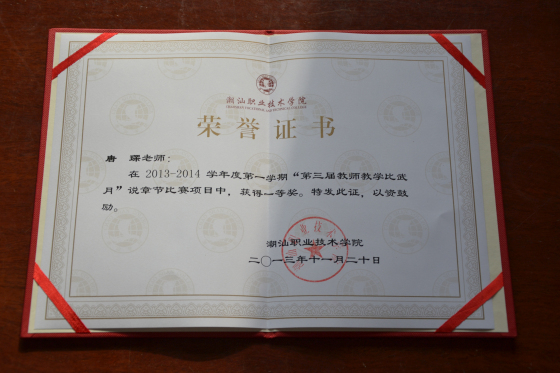 潮汕职业技术学院
荣誉证书
唐 瑮老师：
在 2013-2014 学年度第一学期“第三届教师教学比武
月”说章节比赛项目中，获得一等奖。特发此证，以资鼓
励。
潮汕职业技术学院
二〇一三年十一月二十日